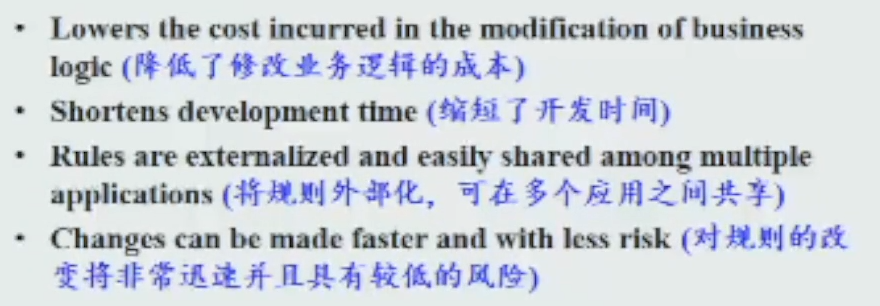 • Lowers the cost incurred in the modification of business
logic (降低了修改业务逻辑的成本)
• Shortens development time (缩短了开发时间)
• Rules are externalized and easily shared among multiple
applications (将规则外部化，可在多个应用之间共享)
• Changes can be made faster and with less risk (对规则的改
变将非常迅速并且具有较低的风险)